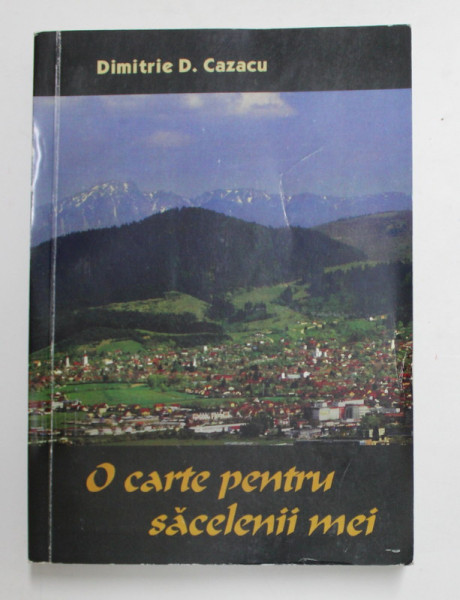 Dimitrie D. Cazacu
O carte pentru
săcelenii mei